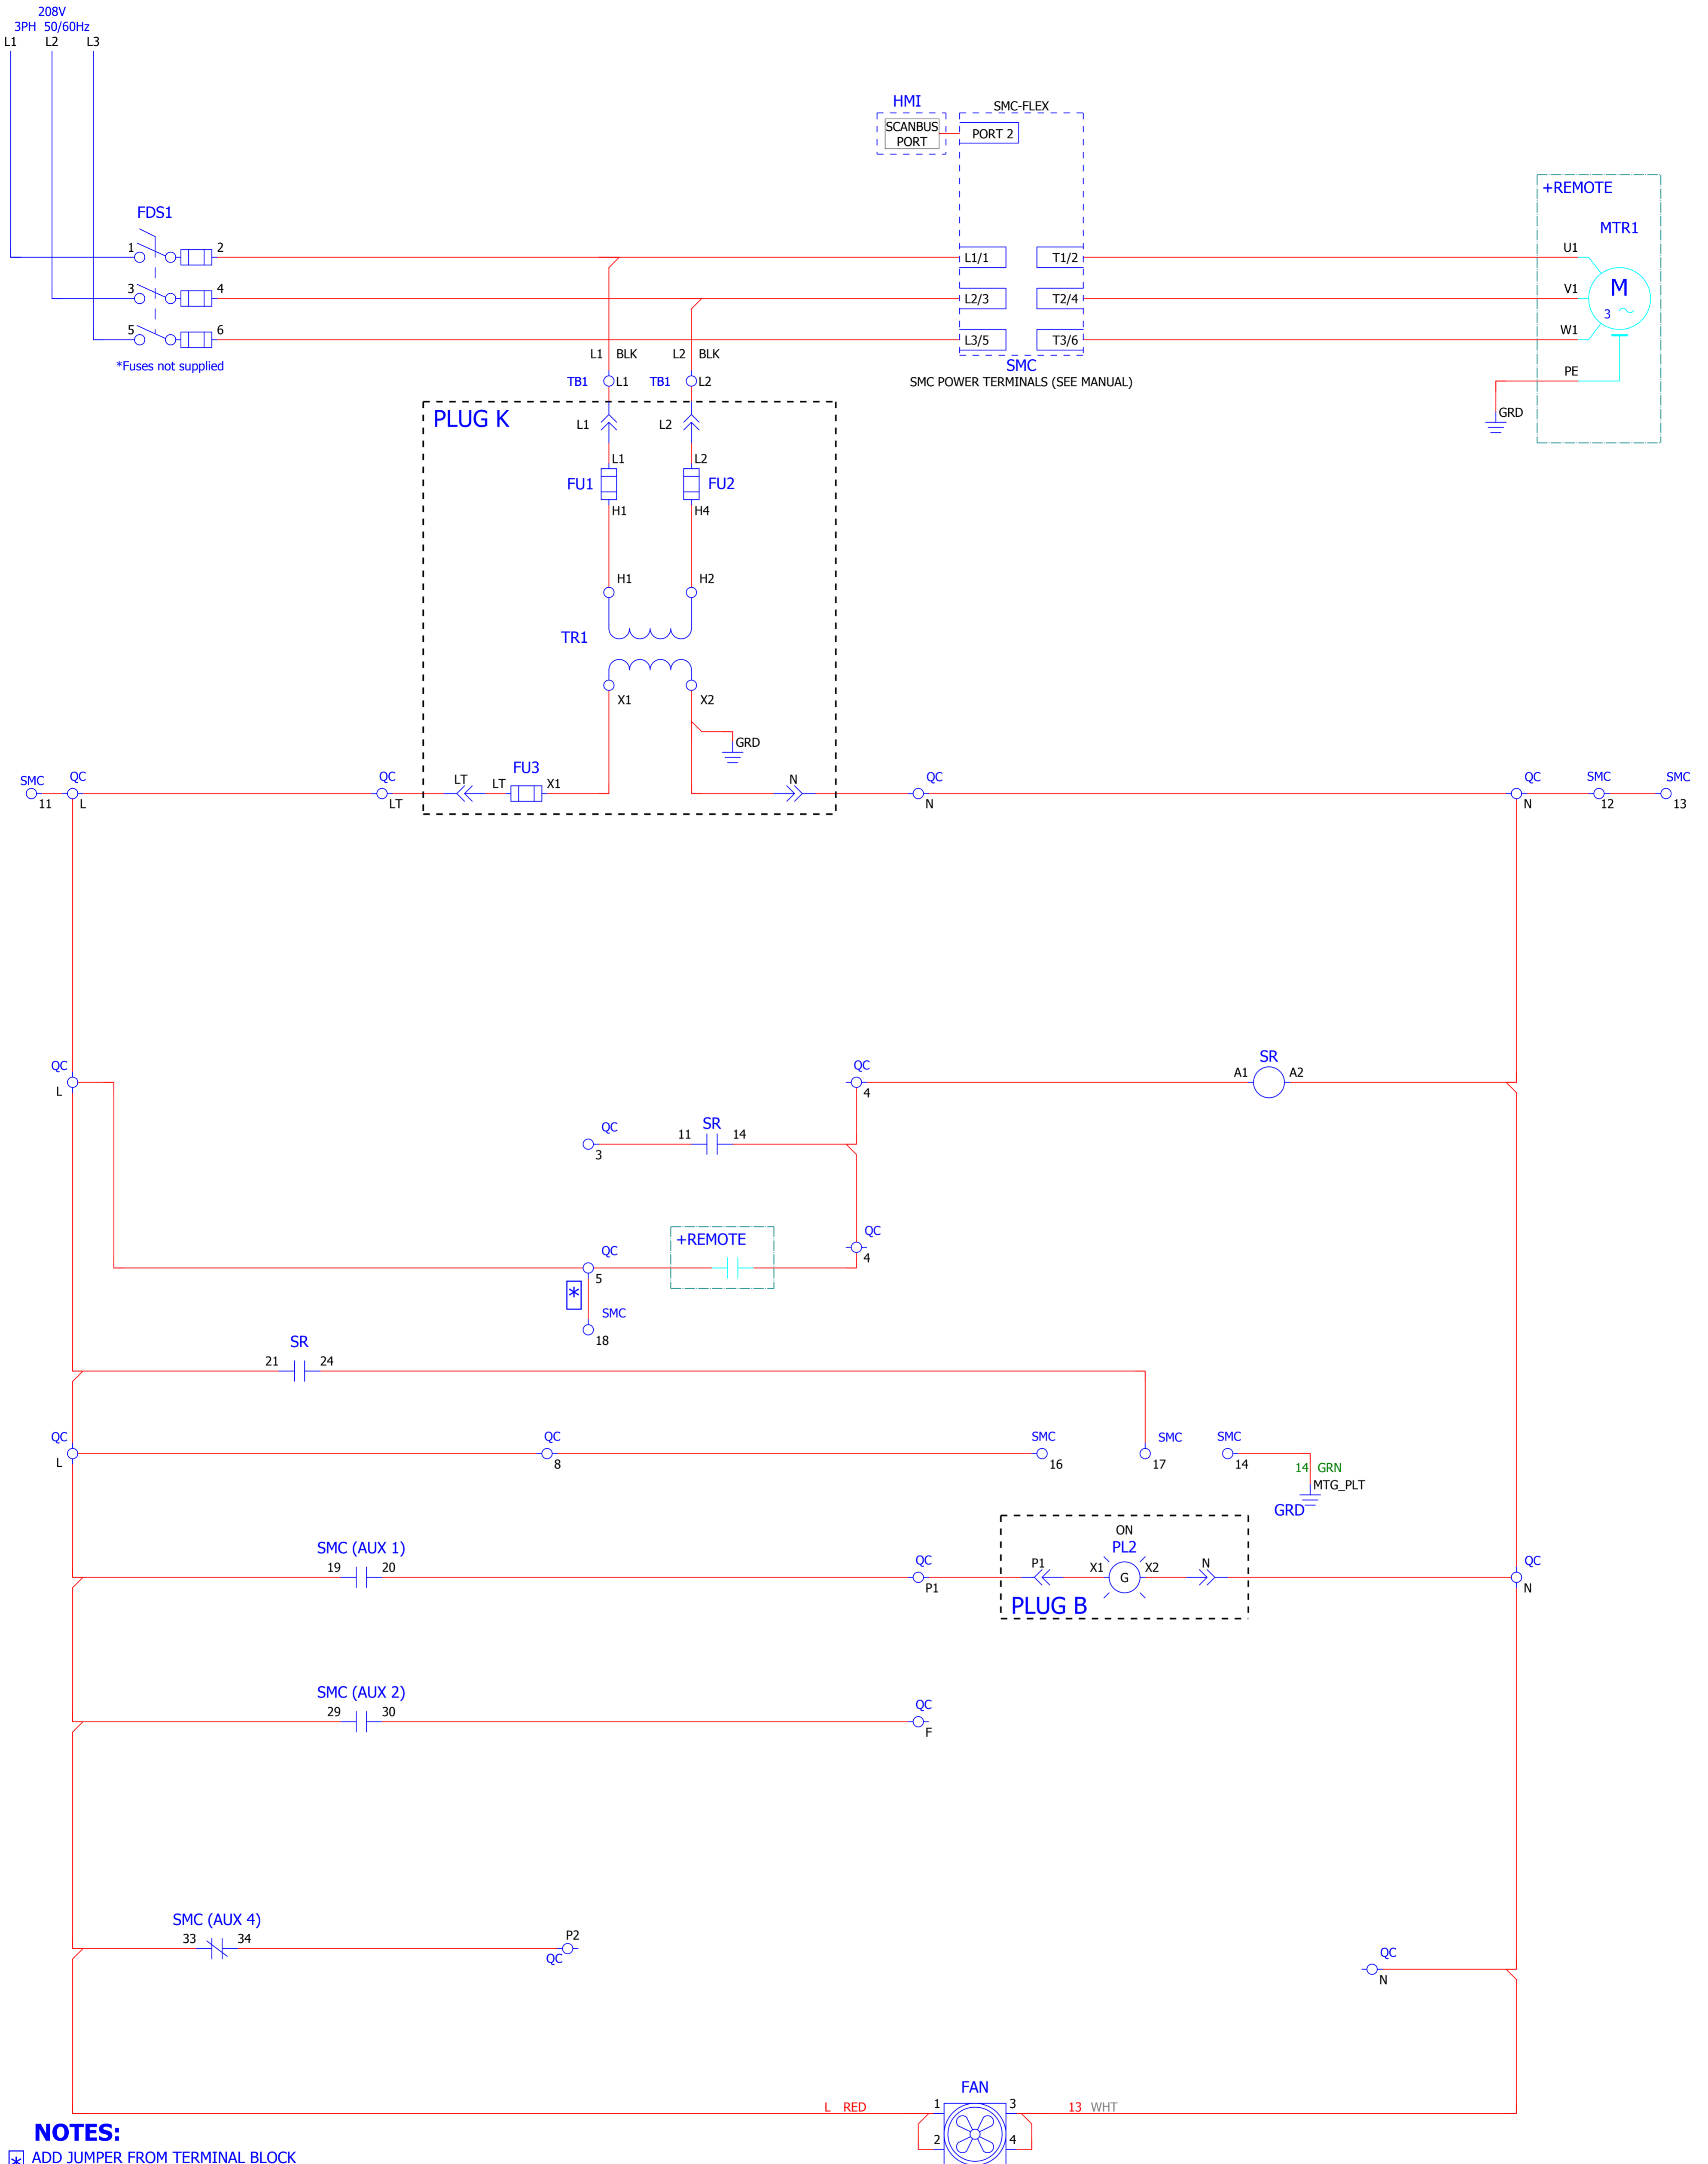 208V
3PH 50/60Hz
L1 L2 L3
HMI
SMC-FLEX
SCANBUS
PORT
PORT 2
+REMOTE
MTR1
FDS1
1 2
L1/1 T1/2
U1
3 4
L2/3 T2/4
V1
M
3
5 6
L3/5 T3/6
W1
*Fuses not supplied
SMC
SMC POWER TERMINALS (SEE MANUAL)
PE
GRD
L1 BLK L2 BLK
TB1 L1 TB1 L2
PLUG K
L1 L2
L1 L2
FU1 FU2
H1 H4
H1 H2
TR1
X1 X2
GRD
SMC QC QC LT LT FU3 X1 N QC QC SMC SMC
11 L LT N N 12 13
QC QC SR
L 4 A1 A2
QC 11 SR 14
3
+REMOTE QC
QC 4
5
*
SMC
18
SR
21 24
QC QC SMC SMC SMC
L 8 16 17 14
14 GRN
MTG_PLT
GRD
ON
SMC (AUX 1)
19 20
QC P1 X1 PL2 X2 N QC
P1 G N
PLUG B
SMC (AUX 2)
29 30
QC
F
SMC (AUX 4)
33 34
P2
QC
QC
N
FAN
L RED 1 3 13 WHT
2 4
NOTES:
* ADD JUMPER FROM TERMINAL BLOCK